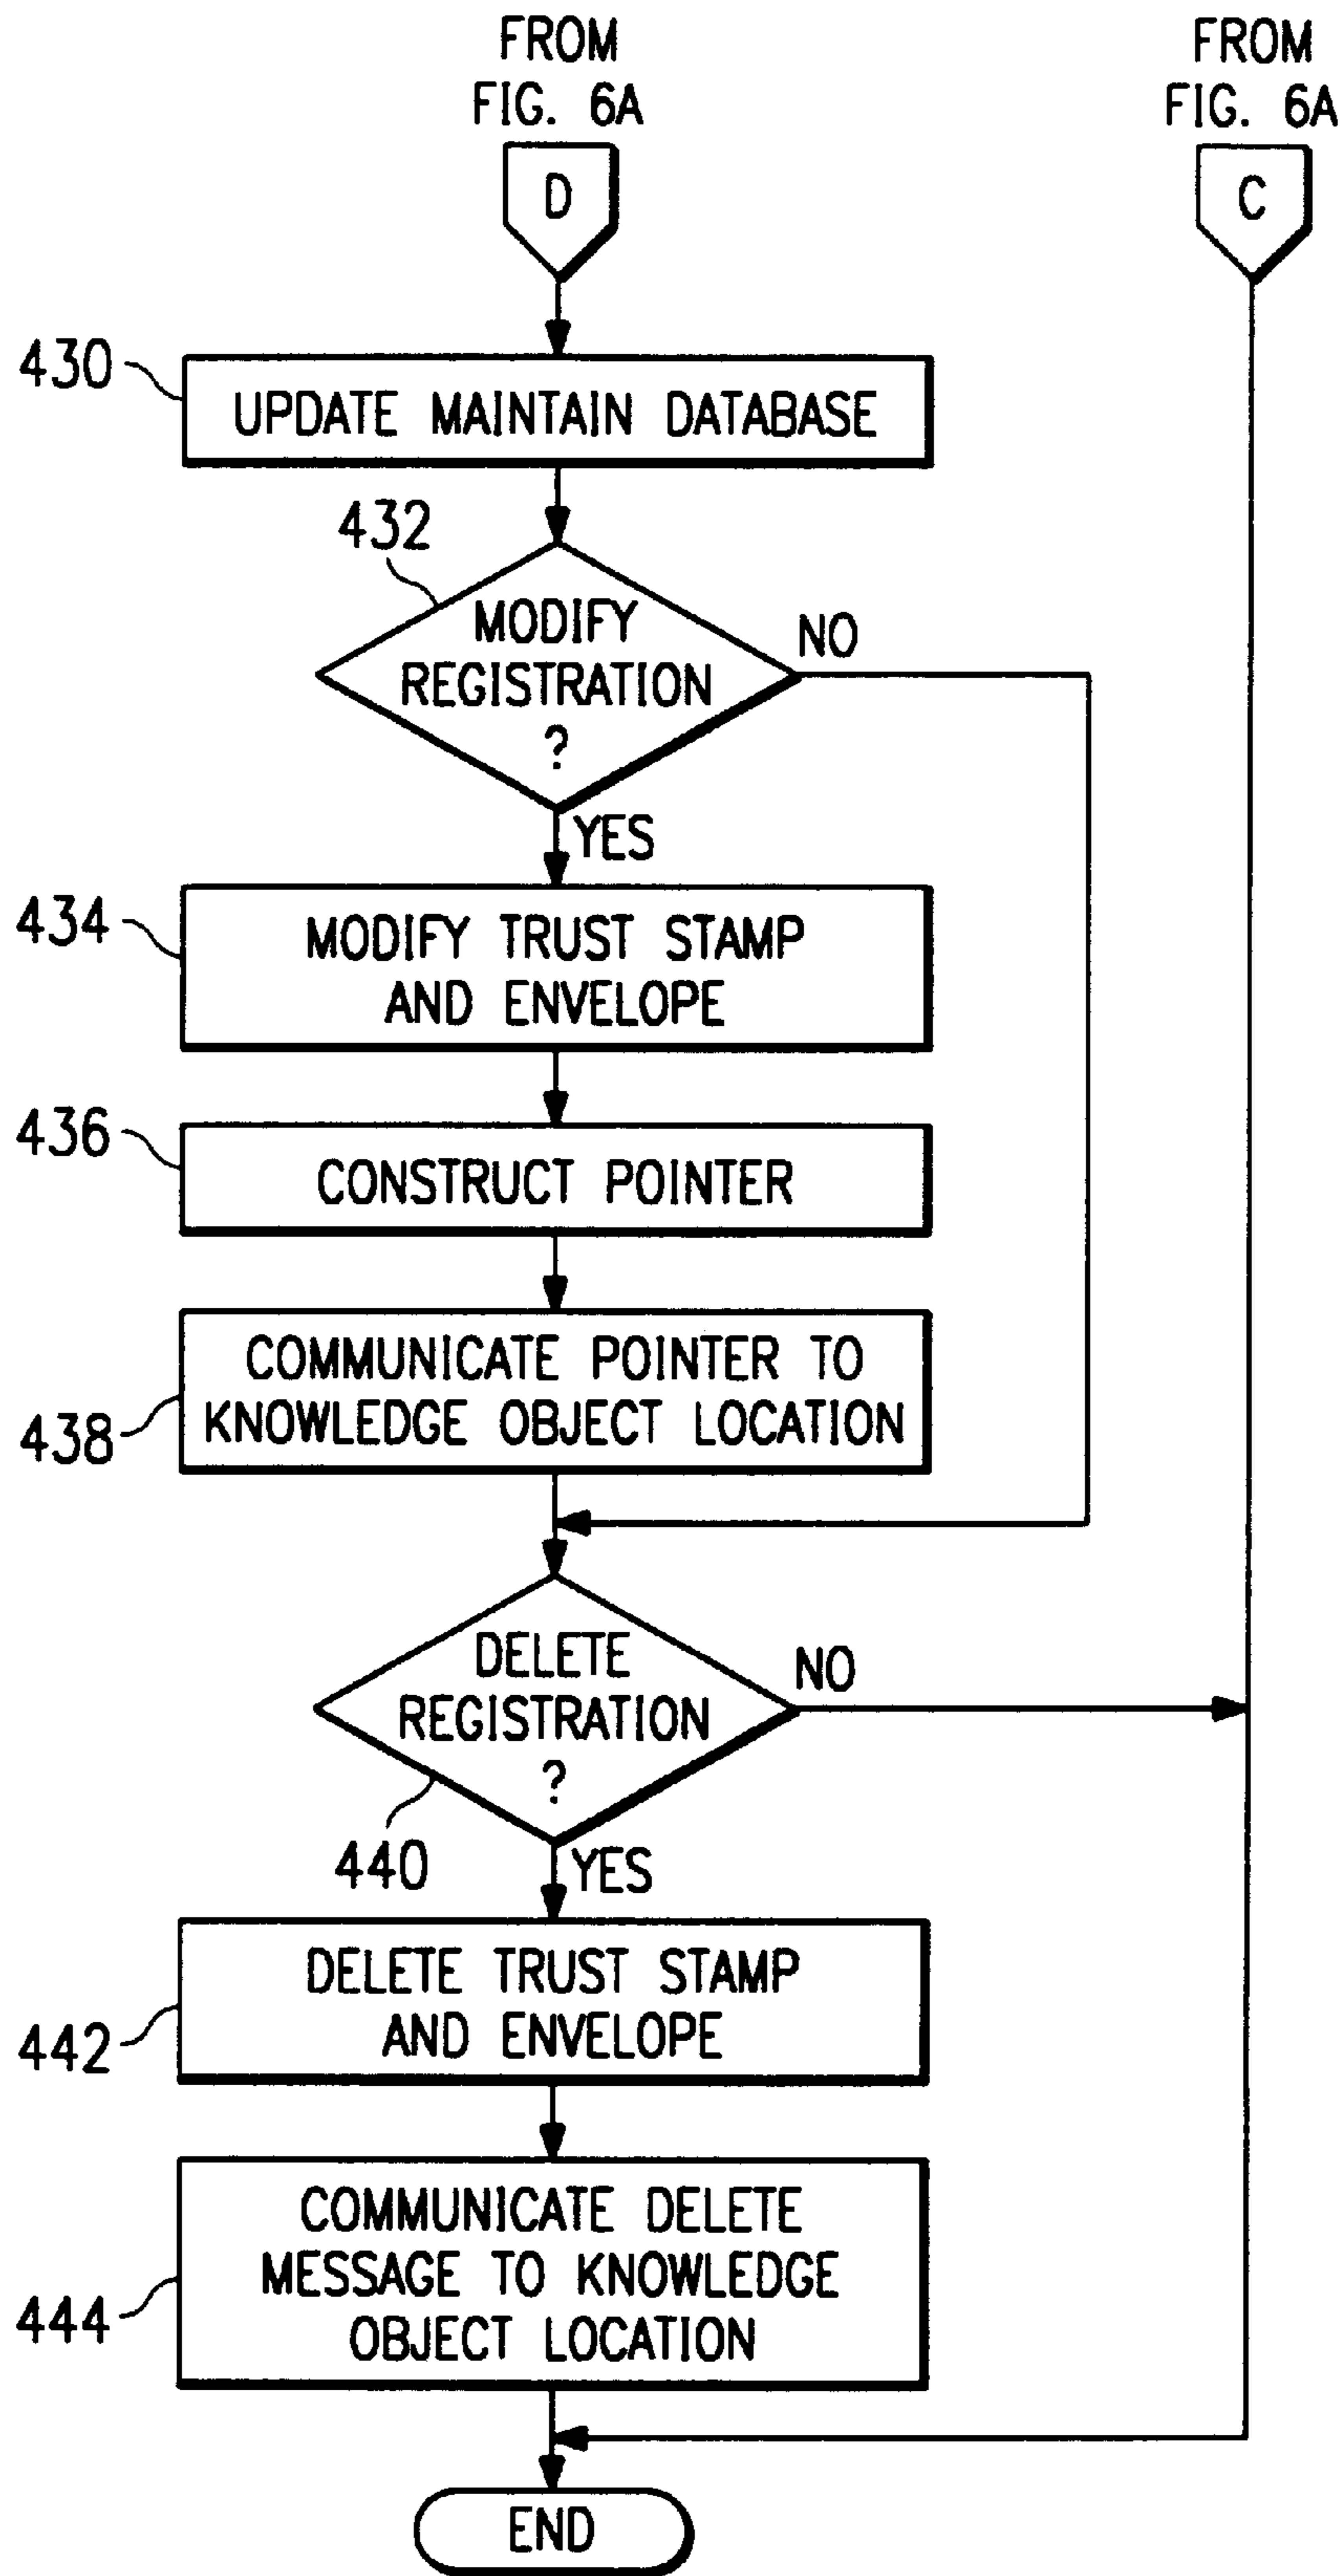 FROM
FIG. 6A
D
FROM
FIG. 6A
C
430
UPDATE MAINTAIN DATABASE
432
MODIFY
REGISTRATION
?
NO
YES
434
MODIFY TRUST STAMP
AND ENVELOPE
436
CONSTRUCT POINTER
438
COMMUNICATE POINTER TO
KNOWLEDGE OBJECT LOCATION
DELETE
REGISTRATION
?
NO
440
YES
442
DELETE TRUST STAMP
AND ENVELOPE
444
COMMUNICATE DELETE
MESSAGE TO KNOWLEDGE
OBJECT LOCATION
END